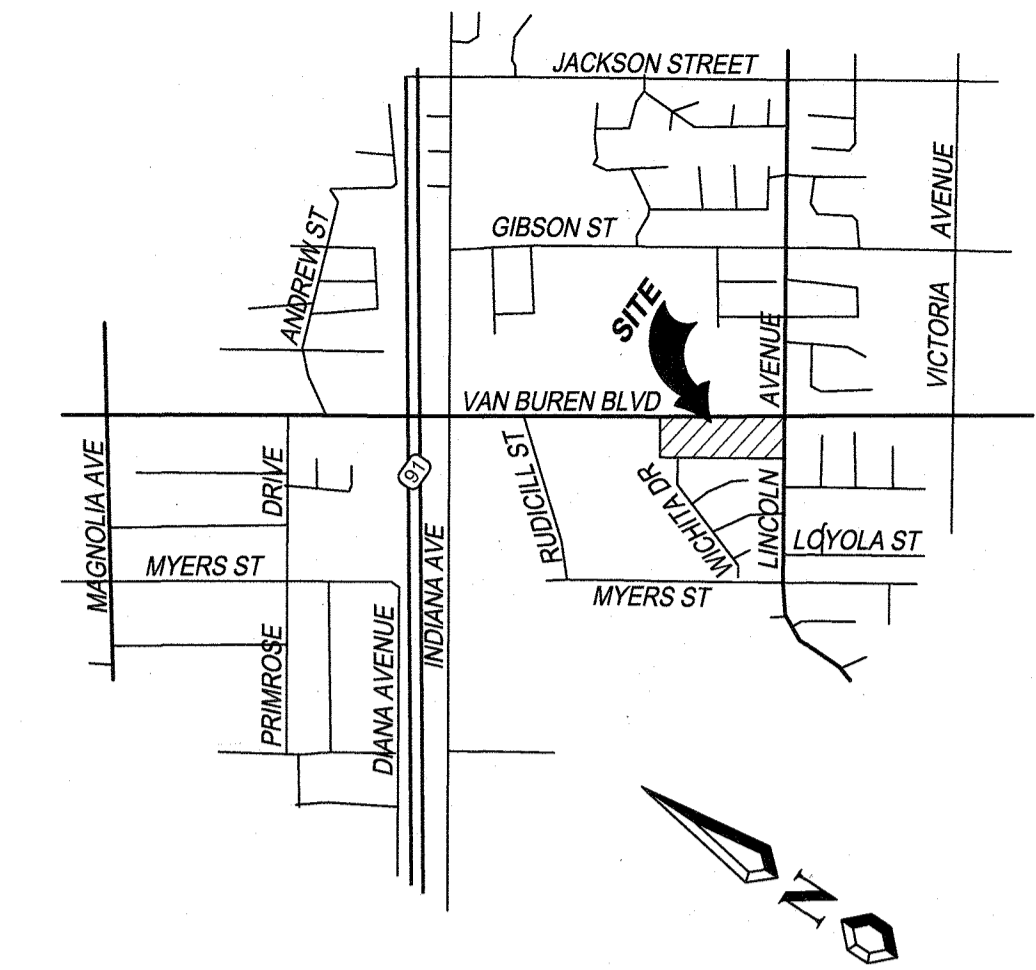 JACKSON STREET
AVENUE
GIBSON ST
ANDREW ST
SITE
VICTORIA
AVENUE
VAN BUREN BLVD
MAGNOLIA AVE
DRIVE
91
RUDICILL ST
WICHITA DR
LINCOLN
INDIANA AVE
LOYOLA ST
MYERS ST
MYERS ST
PRIMROSE
DIANA AVENUE
N